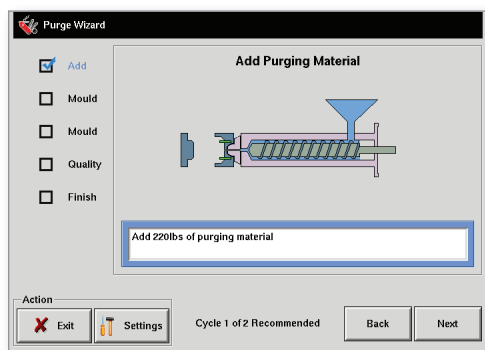 Purge Wizard
Add
Mould
Mould
Quality
Finish
Add Purging Material
Add 220lbs of purging material
Action
Exit
Settings
Cycle 1 of 2 Recommended
Back
Next